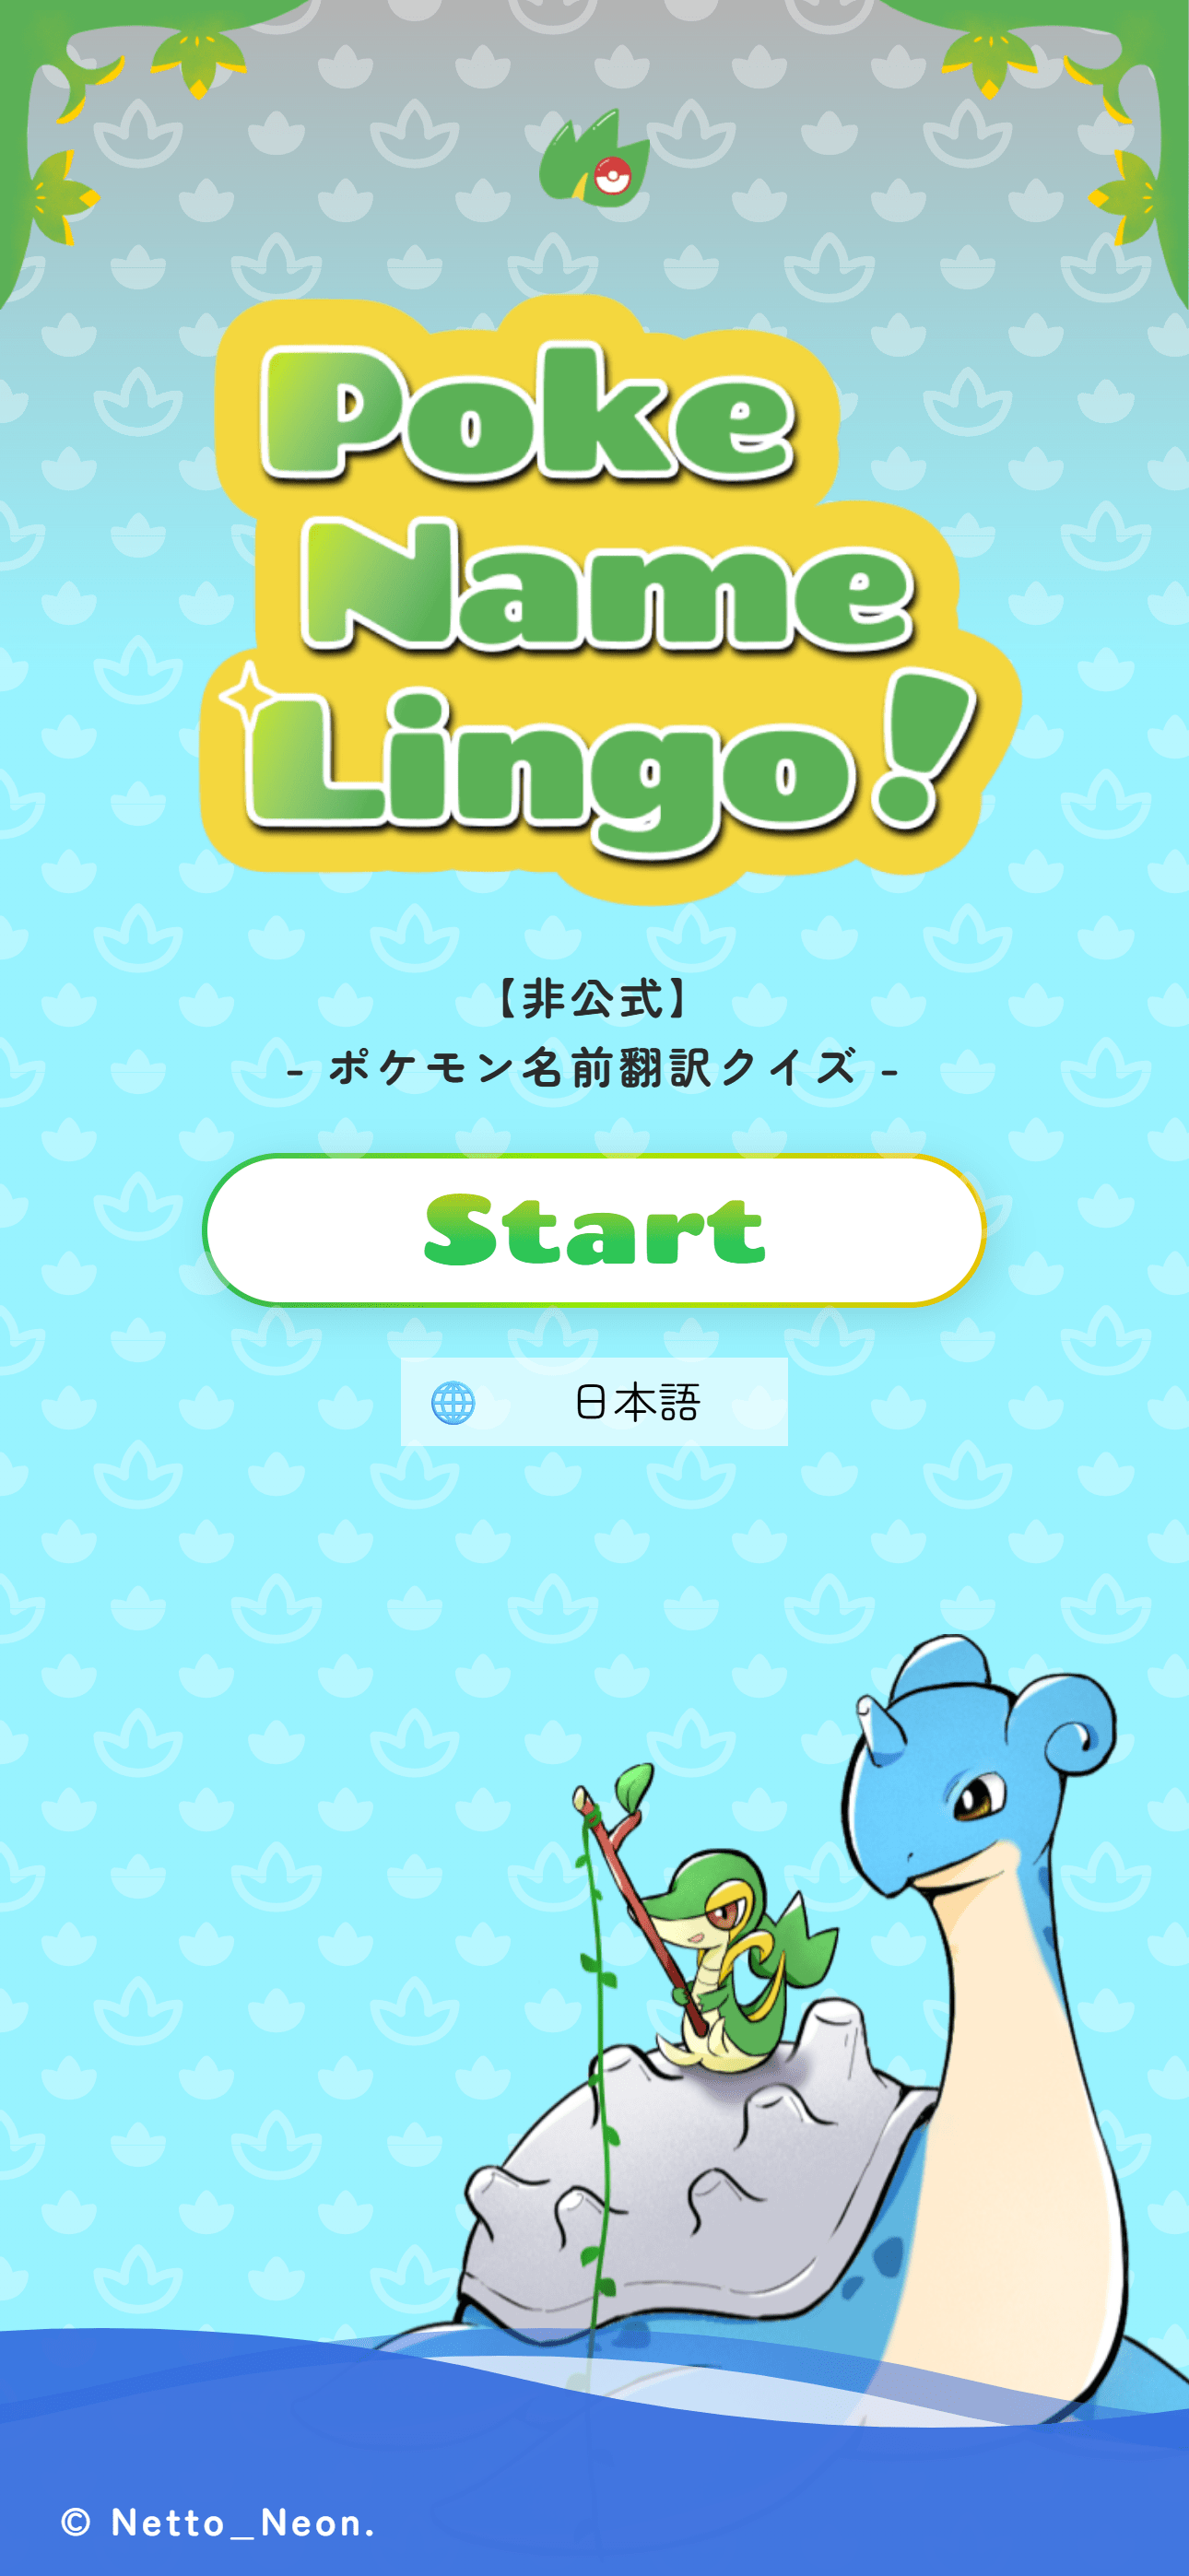 Poke
Name
Lingo!
【非公式】
- ポケモン名前翻訳クイズ -
Start
日本語
© Netto_Neon.